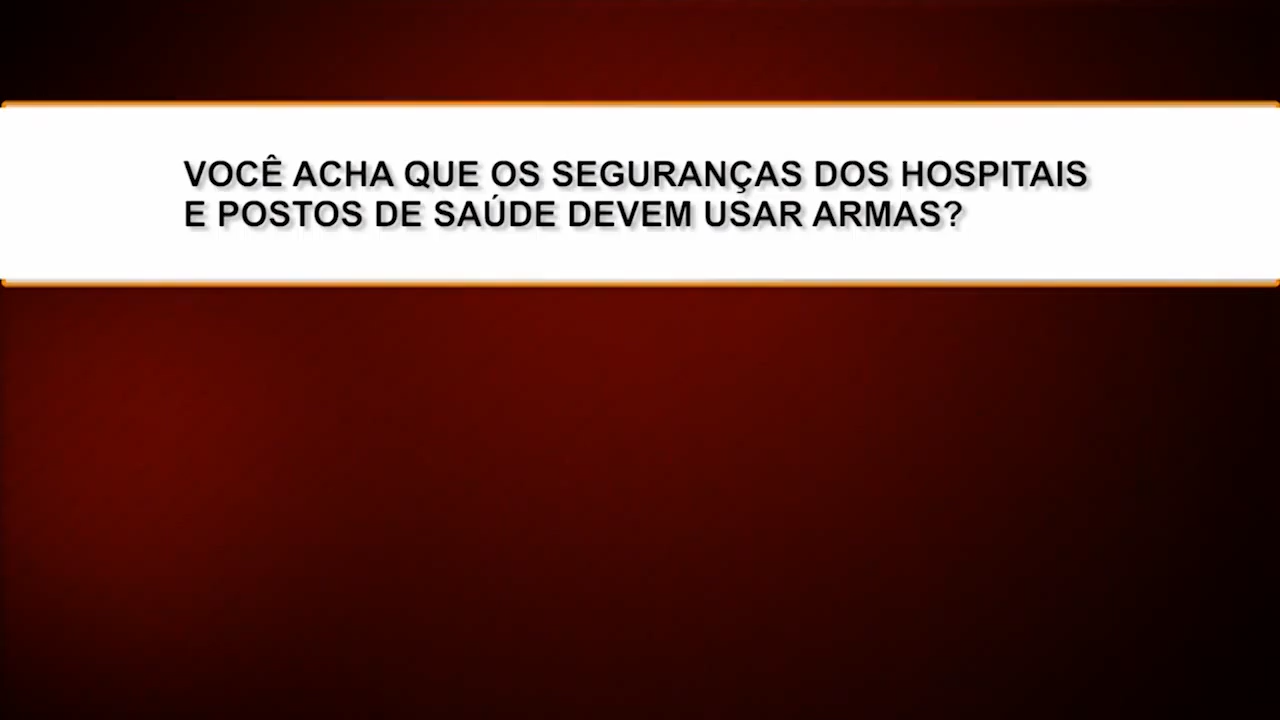 VOCÊ ACHA QUE OS SEGURANÇAS DOS HOSPITAIS
E POSTOS DE SAÚDE DEVEM USAR ARMAS?